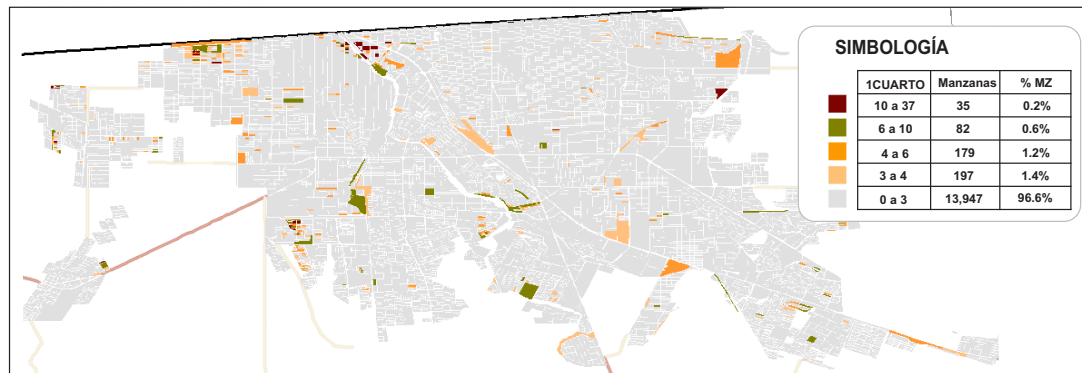 SIMBOLOGÍA
1CUARTO Manzanas % MZ
10 a 37 35 0.2%
6 a 10 82 0.6%
4 a 6 179 1.2%
3 a 4 197 1.4%
0 a 3 13,947 96.6%